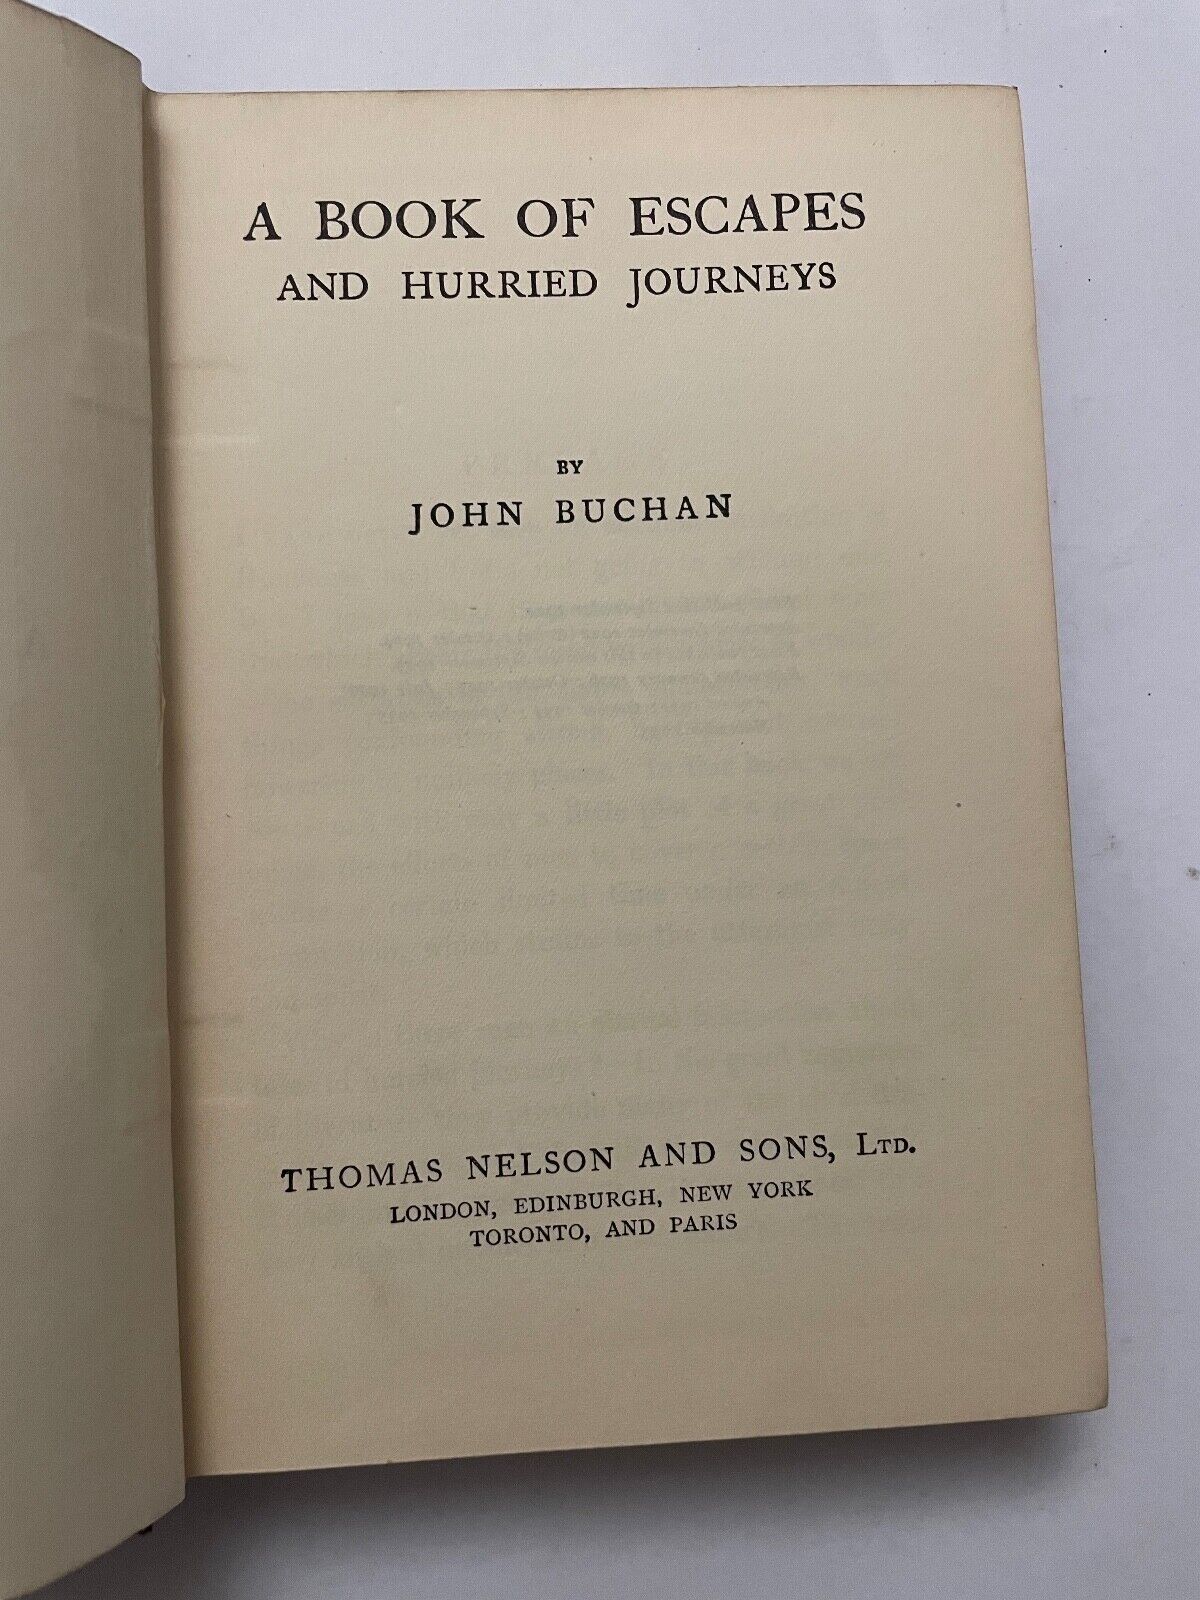 A BOOK OF ESCAPES
AND HURRIED JOURNEYS
BY
JOHN BUCHAN
THOMAS NELSON AND SONS, LTD.
LONDON, EDINBURGH, NEW YORK
TORONTO, AND PARIS